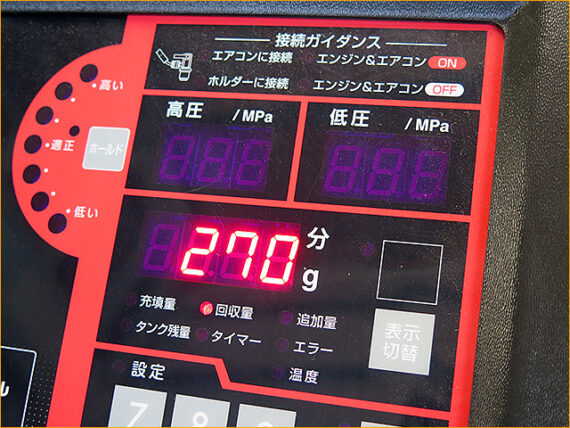 接続ガイダンス
エアコンに接続 エンジン&エアコン ON
ホルダーに接続 エンジン&エアコン OFF
高い
適正
低い
ホールド
高圧 /MPa
低圧 /MPa
270 分
g
充填量 回収量 追加量
タンク残量 タイマー エラー
温度
表示
切替
設定
7 8 9
ル